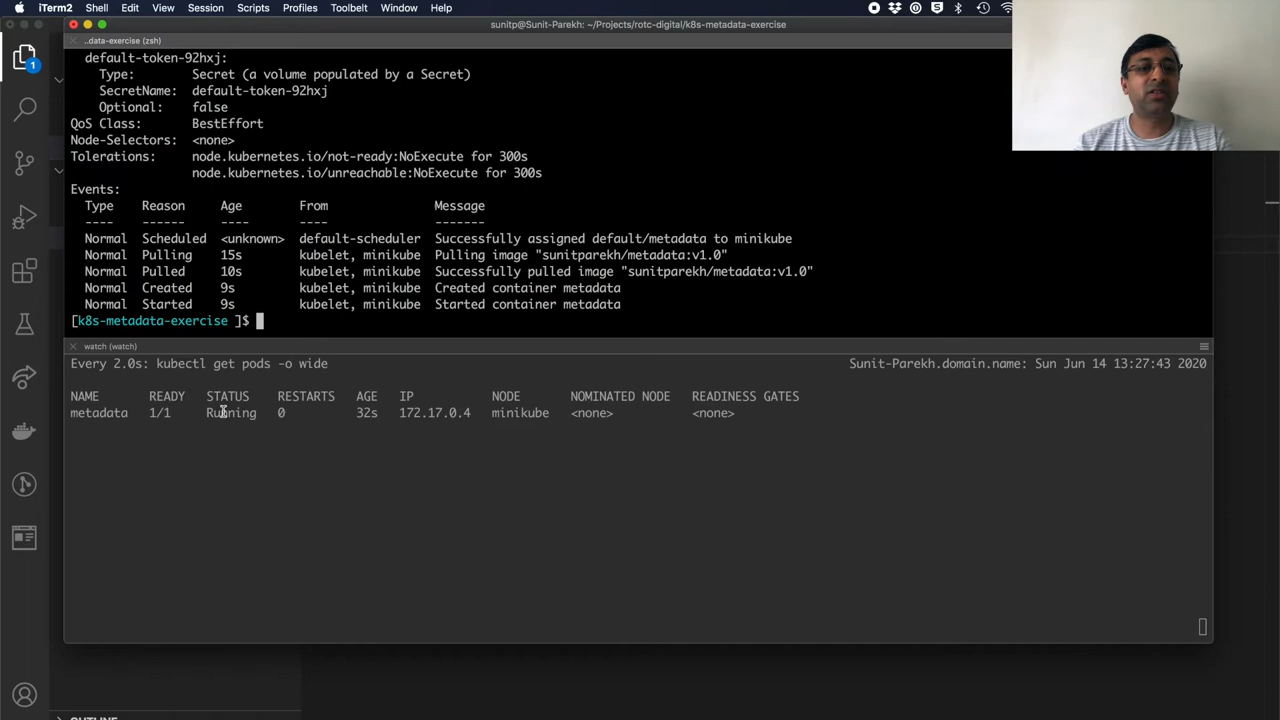 iTerm2 Shell Edit View Session Scripts Profiles Toolbelt Window Help
sunitp@Sunit-Parekh: ~/Projects/rotc-digital/k8s-metadata-exercise
..data-exercise (zsh)
default-token-92hxj:
Type: Secret (a volume populated by a Secret)
SecretName: default-token-92hxj
Optional: false
QoS Class: BestEffort
Node-Selectors: <none>
Tolerations: node.kubernetes.io/not-ready:NoExecute for 300s
node.kubernetes.io/unreachable:NoExecute for 300s
Events:
Type Reason Age From Message
---- ------ ---- ---- -------
Normal Scheduled <unknown> default-scheduler Successfully assigned default/metadata to minikube
Normal Pulling 15s kubelet, minikube Pulling image "sunitparekh/metadata:v1.0"
Normal Pulled 10s kubelet, minikube Successfully pulled image "sunitparekh/metadata:v1.0"
Normal Created 9s kubelet, minikube Created container metadata
Normal Started 9s kubelet, minikube Started container metadata
[k8s-metadata-exercise ]$
watch (watch)
Every 2.0s: kubectl get pods -o wide Sunit-Parekh.domain.name: Sun Jun 14 13:27:43 2020
NAME READY STATUS RESTARTS AGE IP NODE NOMINATED NODE READINESS GATES
metadata 1/1 Running 0 32s 172.17.0.4 minikube <none> <none>
1
OUTLINE